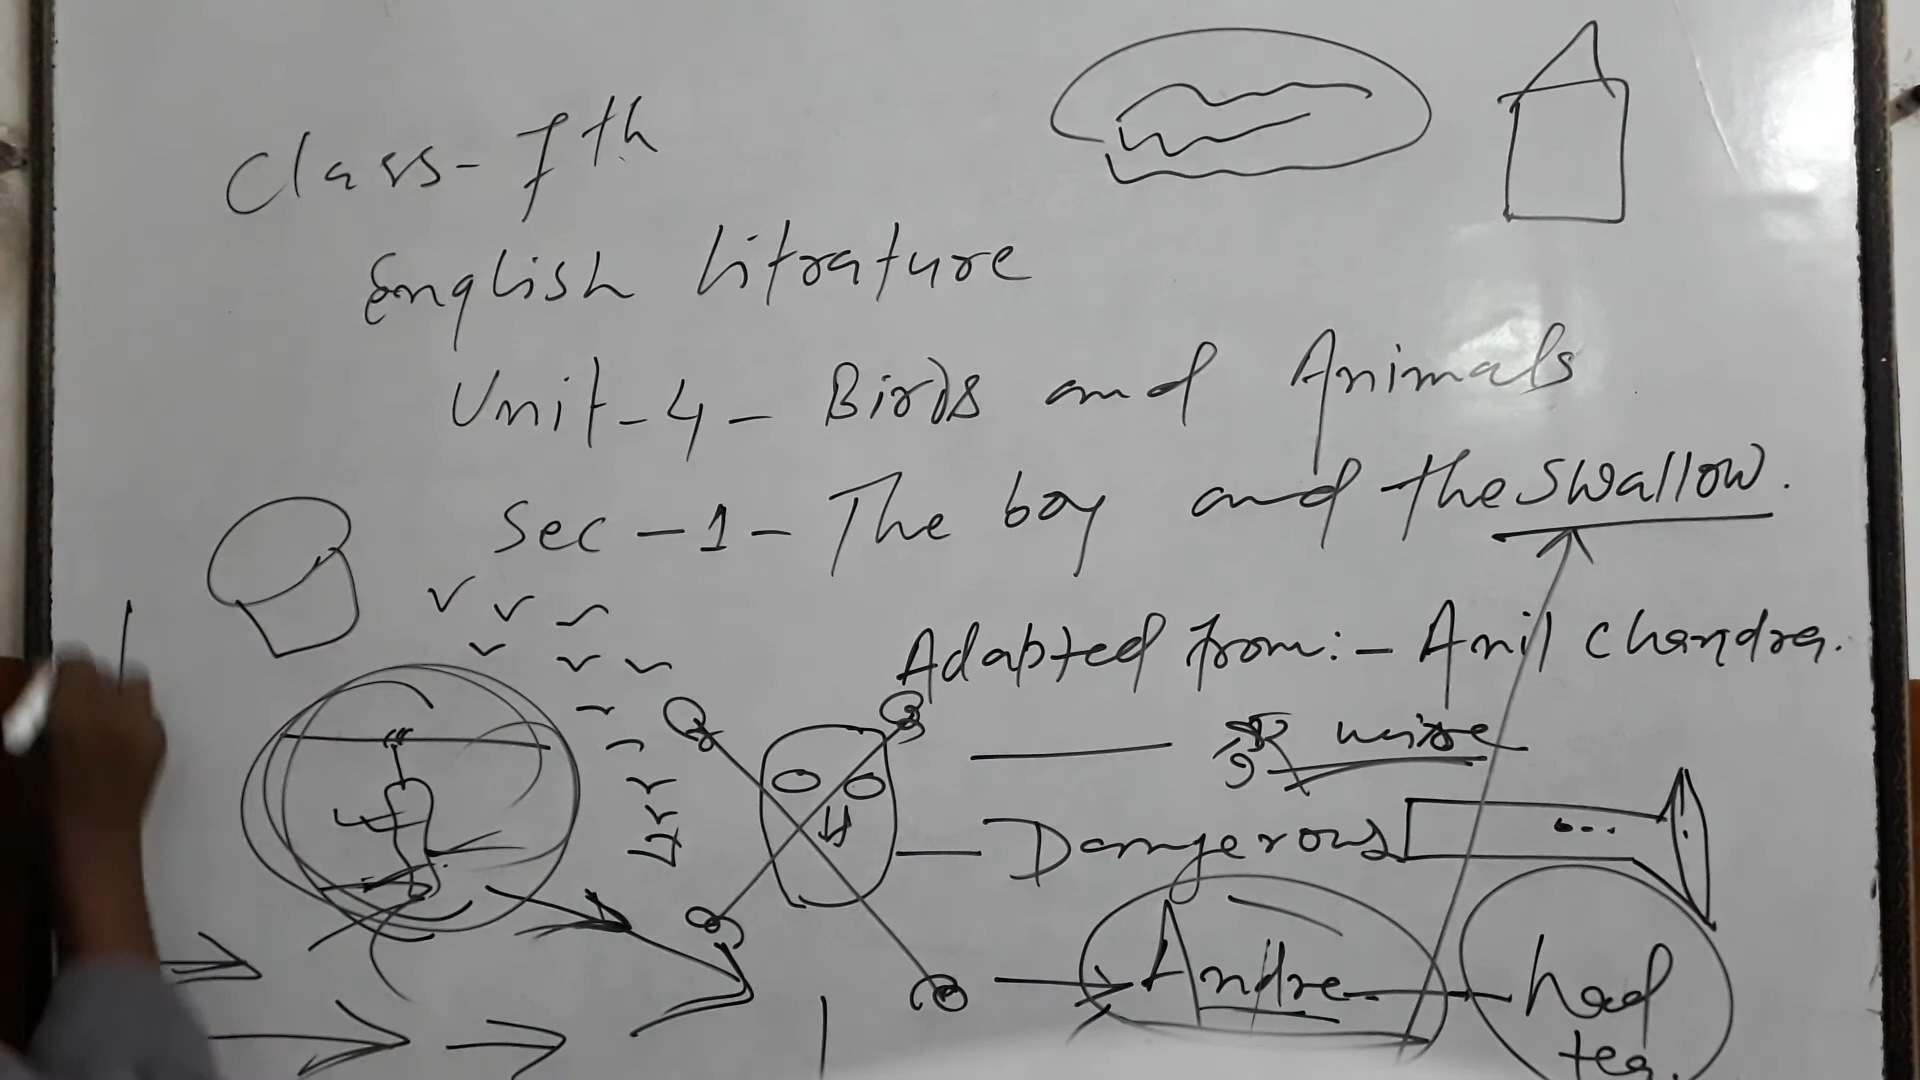 Class-7th
English Litrature
Unit-4- Birds and Animals
Sec-1- The boy and the Swallow.
Adapted from:- Anil Chandra.
Dangerous
Andre had
tea.